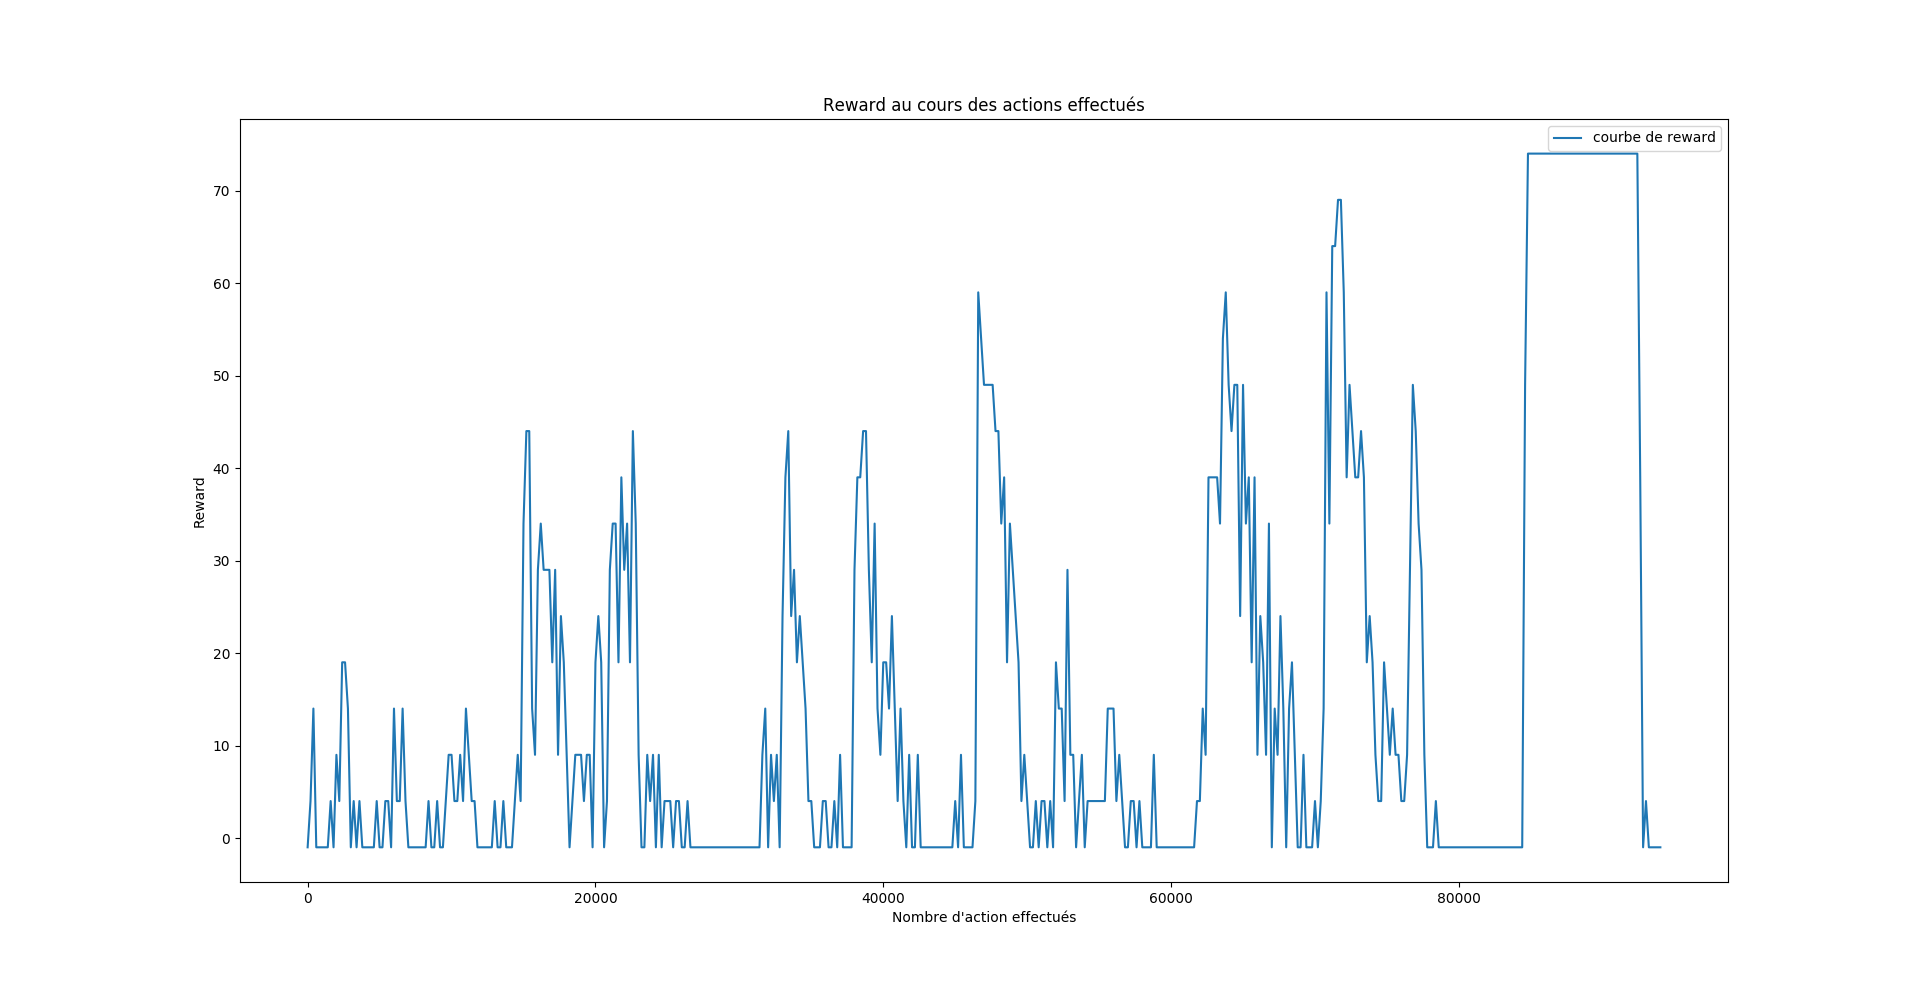 Reward au cours des actions effectués
courbe de reward
70
60
50
40
30
20
10
0
Reward
0 20000 40000 60000 80000
Nombre d'action effectués